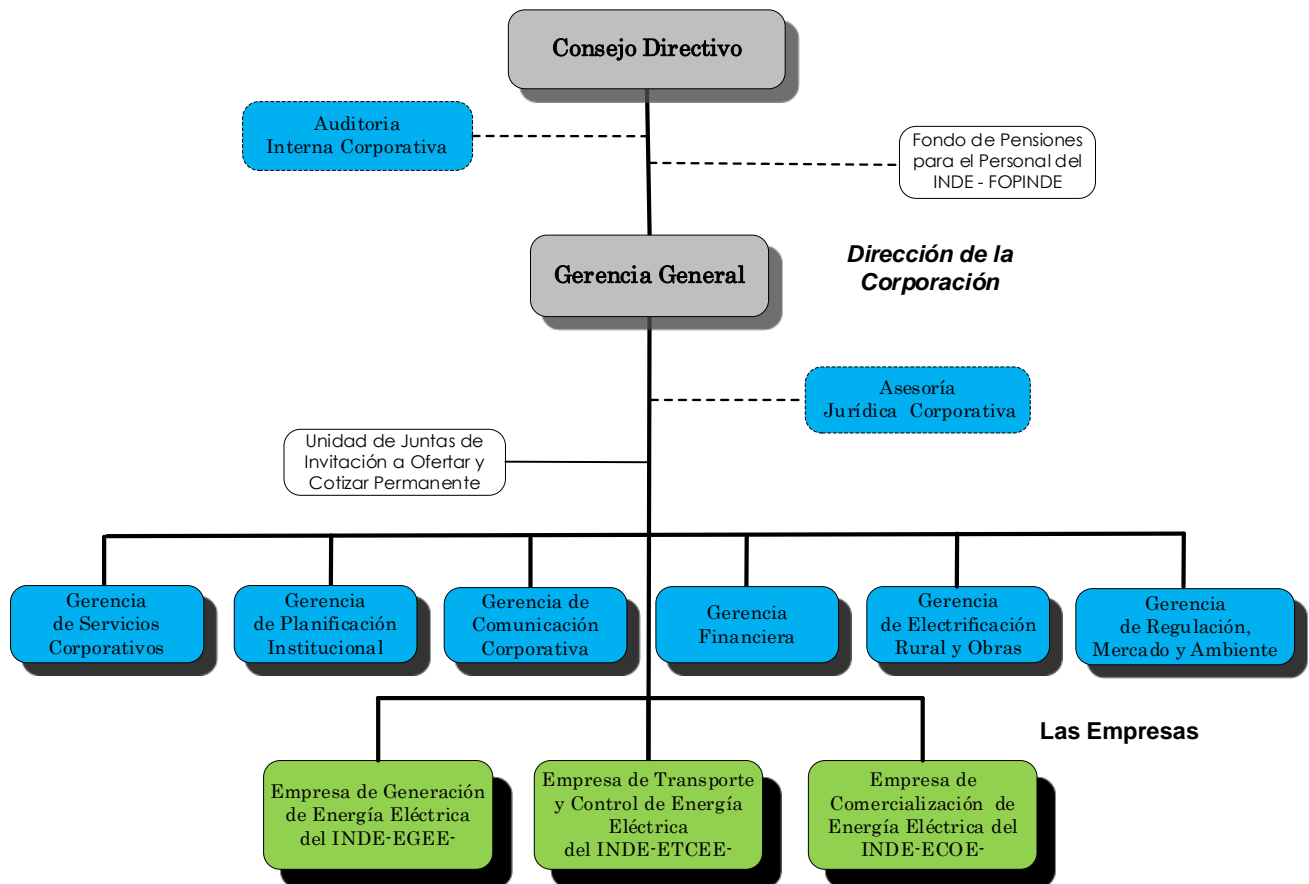 Consejo Directivo
Auditoria
Interna Corporativa
Fondo de Pensiones
para el Personal del
INDE - FOPINDE
Gerencia General
Dirección de la
Corporación
Asesoría
Jurídica Corporativa
Unidad de Juntas de
Invitación a Ofertar y
Cotizar Permanente
Gerencia
de Servicios
Corporativos
Gerencia
de Planificación
Institucional
Gerencia de
Comunicación
Corporativa
Gerencia
Financiera
Gerencia
de Electrificación
Rural y Obras
Gerencia
de Regulación,
Mercado y Ambiente
Las Empresas
Empresa de Generación
de Energía Eléctrica
del INDE-EGEE-
Empresa de Transporte
y Control de Energía
Eléctrica
del INDE-ETCEE-
Empresa de
Comercialización de
Energía Eléctrica del
INDE-ECOE-